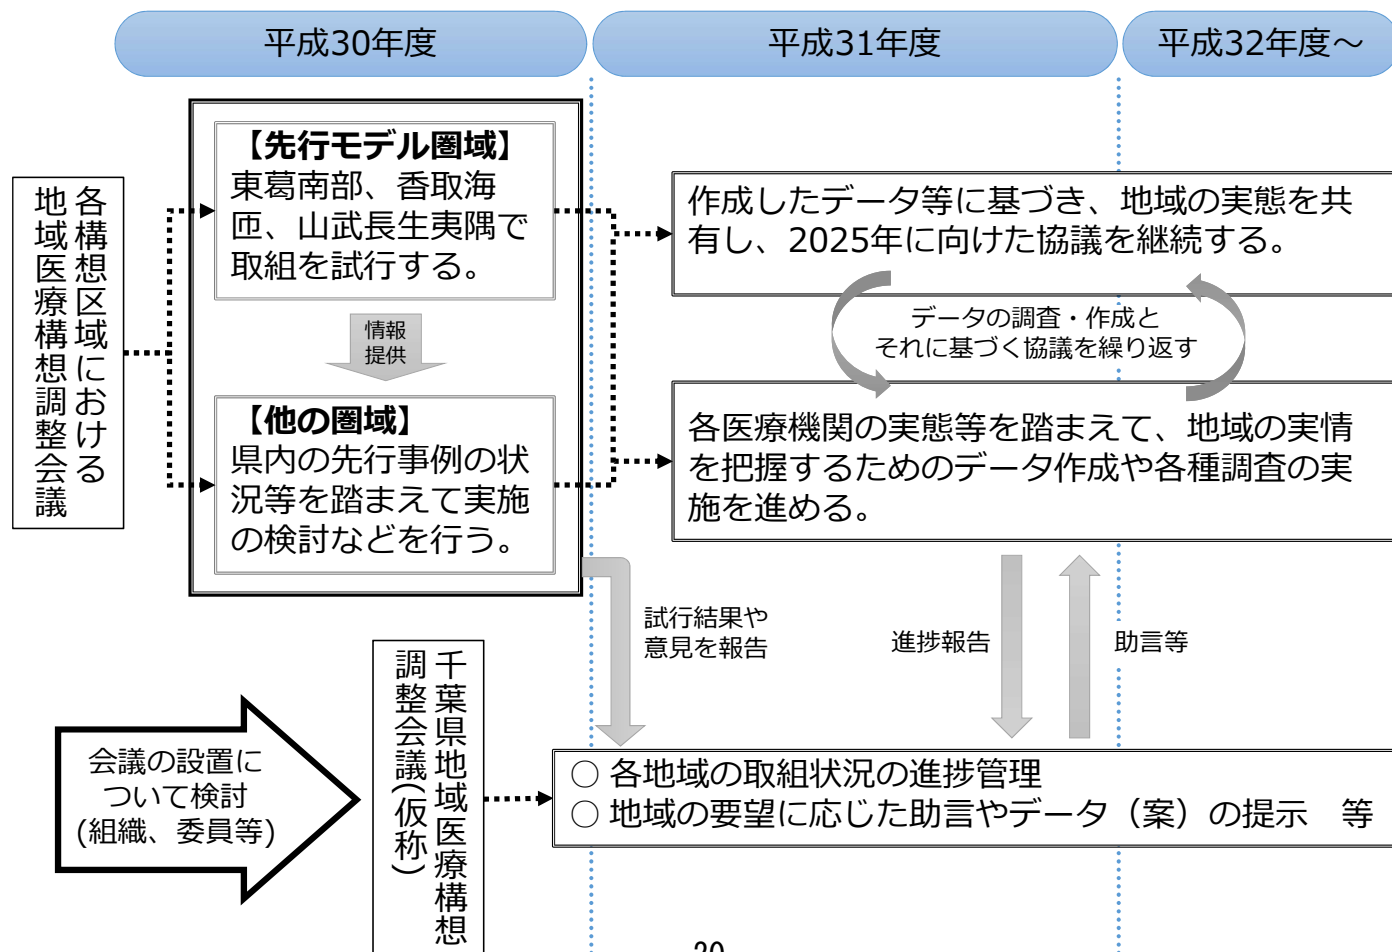 平成30年度
平成31年度
平成32年度～
各構想区域における
地域医療構想調整会議
【先行モデル圏域】
東葛南部、香取海
匝、山武長生夷隅で
取組を試行する。
情報
提供
【他の圏域】
県内の先行事例の状
況等を踏まえて実施
の検討などを行う。
作成したデータ等に基づき、地域の実態を共
有し、2025年に向けた協議を継続する。
データの調査・作成と
それに基づく協議を繰り返す
各医療機関の実態等を踏まえて、地域の実情
を把握するためのデータ作成や各種調査の実
施を進める。
試行結果や
意見を報告
進捗報告
助言等
会議の設置に
ついて検討
(組織、委員等)
千葉県地域医療構想
調整会議(仮称)
○ 各地域の取組状況の進捗管理
○ 地域の要望に応じた助言やデータ（案）の提示　等